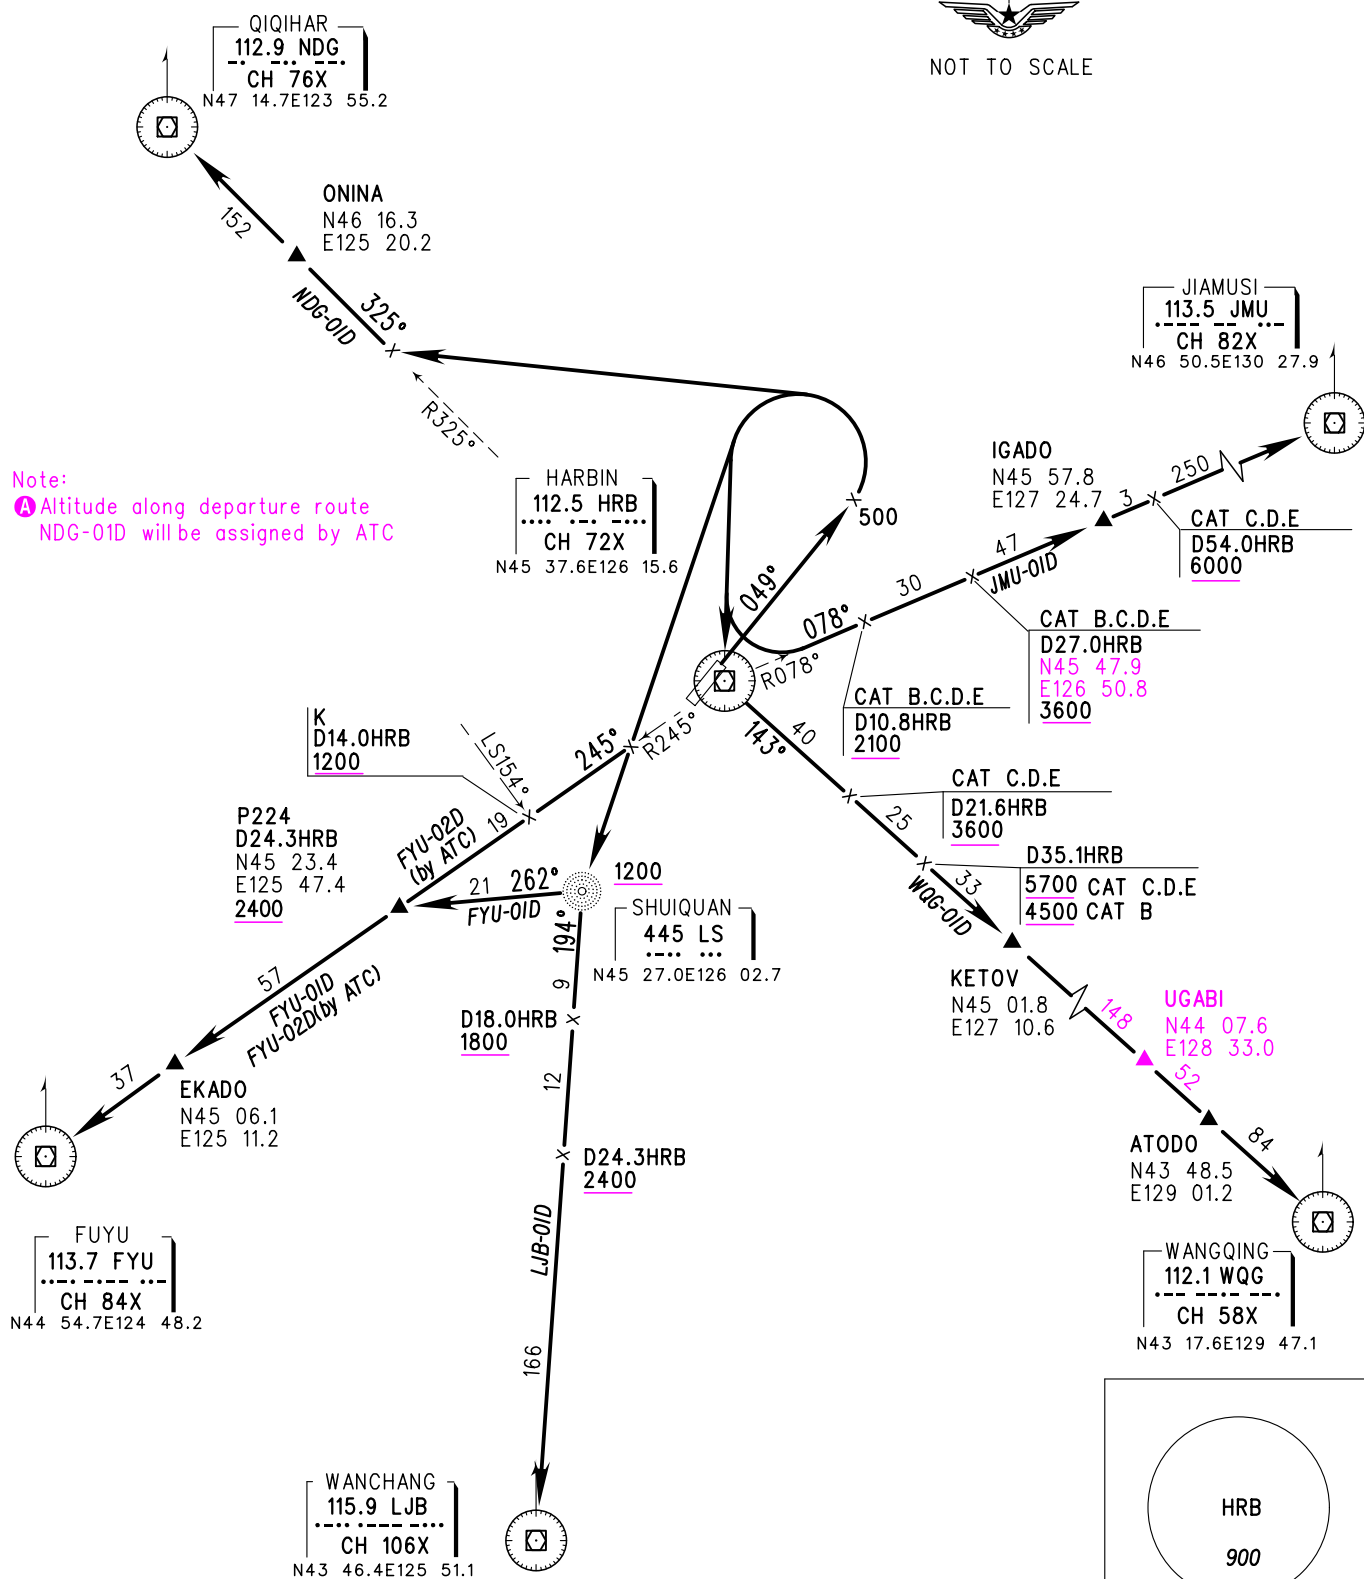 NOT TO SCALE
QIQIHAR
112.9 NDG
CH 76X
N47 14.7E123 55.2
152
ONINA
N46 16.3
E125 20.2
NDG-01D
325°
R325°
Note:
A Altitude along departure route
NDG-01D will be assigned by ATC
HARBIN
112.5 HRB
CH 72X
N45 37.6E126 15.6
500
049°
JIAMUSI
113.5 JMU
CH 82X
N46 50.5E130 27.9
IGADO
N45 57.8
E127 24.7
3
250
CAT C.D.E
D54.0HRB
6000
47
JMU-01D
30
078°
R078°
CAT B.C.D.E
D27.0HRB
N45 47.9
E126 50.8
3600
CAT B.C.D.E
D10.8HRB
2100
R245°
245°
143°
40
CAT C.D.E
D21.6HRB
3600
25
D35.1HRB
5700 CAT C.D.E
4500 CAT B
33
WQG-01D
KETOV
N45 01.8
E127 10.6
148
UGABI
N44 07.6
E128 33.0
52
ATODO
N43 48.5
E129 01.2
84
WANGQING
112.1 WQG
CH 58X
N43 17.6E129 47.1
K
D14.0HRB
1200
LS154°
P224
D24.3HRB
N45 23.4
E125 47.4
2400
19
FYU-02D
(by ATC)
21
262°
FYU-01D
1200
SHUIQUAN
445 LS
N45 27.0E126 02.7
194°
9
D18.0HRB
1800
12
D24.3HRB
2400
LJB-01D
166
57
FYU-01D
FYU-02D(by ATC)
37
EKADO
N45 06.1
E125 11.2
FUYU
113.7 FYU
CH 84X
N44 54.7E124 48.2
WANCHANG
115.9 LJB
CH 106X
N43 46.4E125 51.1
HRB
900